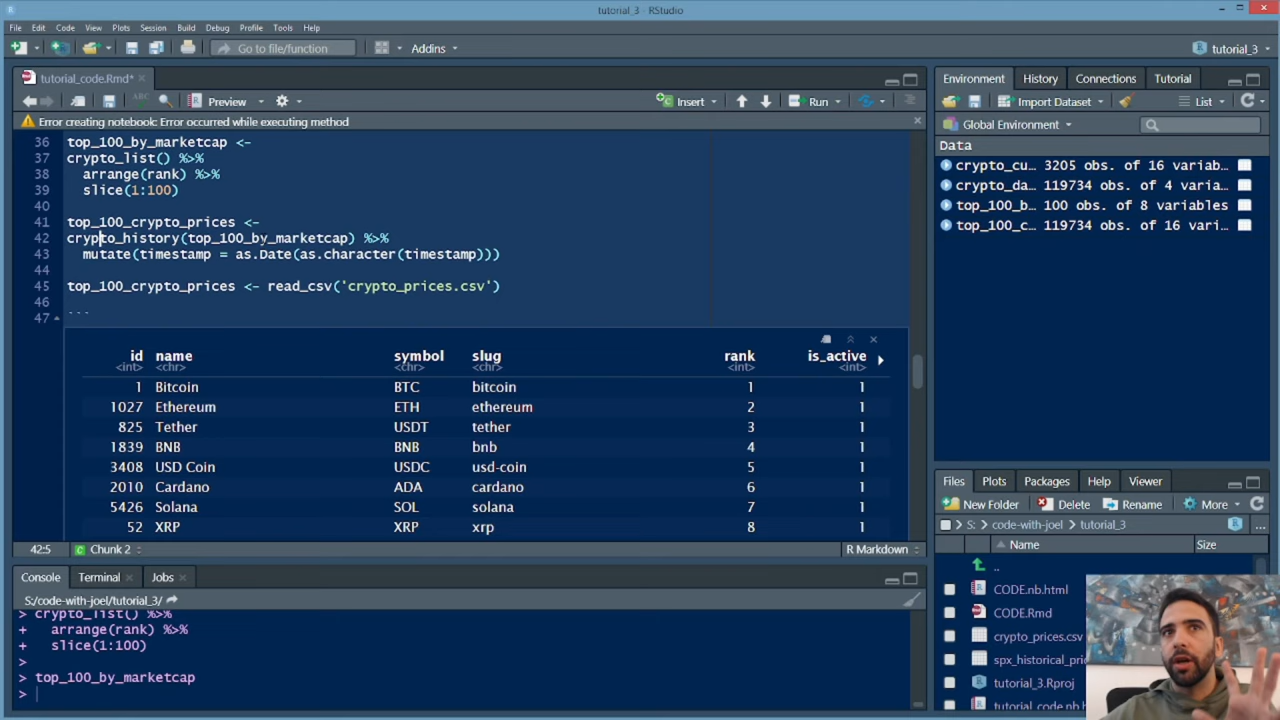 tutorial_3 - RStudio
File Edit Code View Plots Session Build Debug Profile Tools Help
Go to file/function Addins tutorial_3
tutorial_code.Rmd*
Preview Insert Run
Error creating notebook: Error occurred while executing method
36 top_100_by_marketcap <-
37 crypto_list() %>%
38 arrange(rank) %>%
39 slice(1:100)
40
41 top_100_crypto_prices <-
42 crypto_history(top_100_by_marketcap) %>%
43 mutate(timestamp = as.Date(as.character(timestamp)))
44
45 top_100_crypto_prices <- read_csv('crypto_prices.csv')
46 ```
47
id name symbol slug rank is_active
<int> <chr> <chr> <chr> <int> <int>
1 Bitcoin BTC bitcoin 1 1
1027 Ethereum ETH ethereum 2 1
825 Tether USDT tether 3 1
1839 BNB BNB bnb 4 1
3408 USD Coin USDC usd-coin 5 1
2010 Cardano ADA cardano 6 1
5426 Solana SOL solana 7 1
52 XRP XRP xrp 8 1
42:5 Chunk 2 R Markdown
Console Terminal Jobs
S:/code-with-joel/tutorial_3/
> crypto_list() %>%
+ arrange(rank) %>%
+ slice(1:100)
>
> top_100_by_marketcap
>
Environment History Connections Tutorial
Import Dataset List
Global Environment
Data
crypto_cu… 3205 obs. of 16 variab…
crypto_da… 119734 obs. of 4 varia…
top_100_b… 100 obs. of 8 variables
top_100_c… 119734 obs. of 16 vari…
Files Plots Packages Help Viewer
New Folder Delete Rename More
S: > code-with-joel > tutorial_3 ...
Name Size
..
CODE.nb.html
CODE.Rmd
crypto_prices.csv
spx_historical_pri
tutorial_3.Rproj
tutorial_code.nb.h